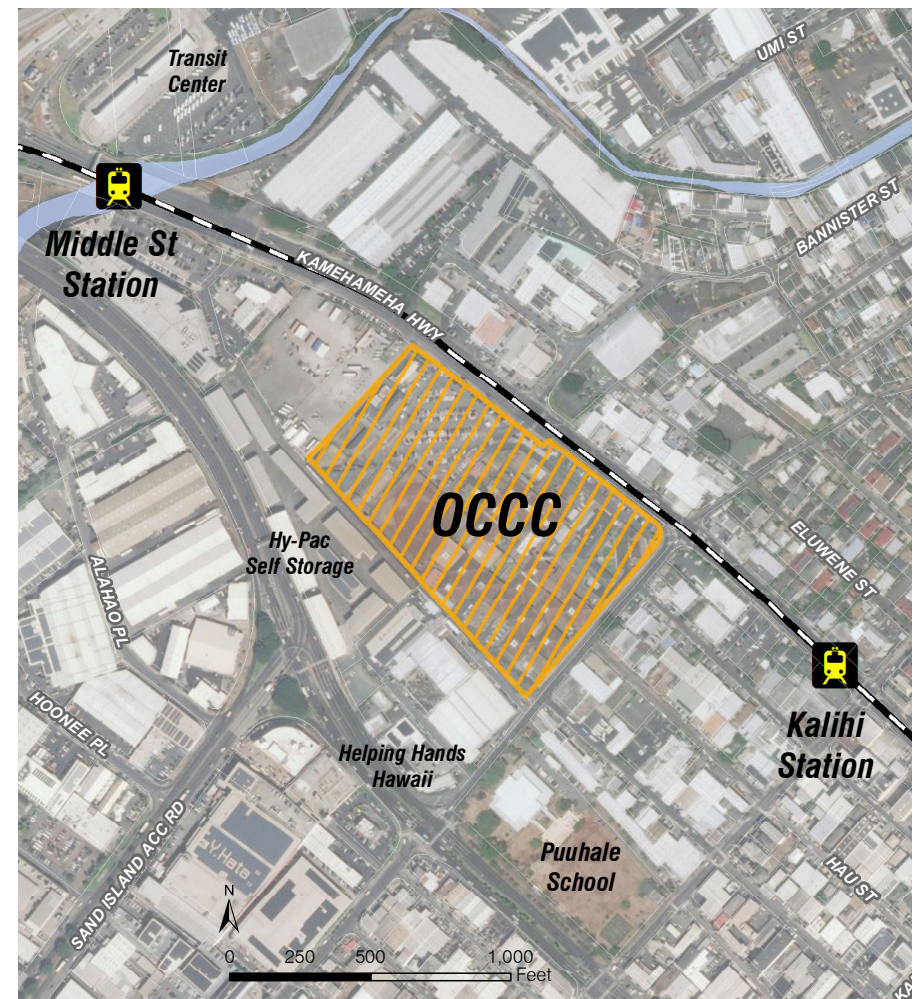 Transit
Center
UMI ST
BANNISTER ST
Middle St
Station
KAMEHAMEHA HWY
OCCC
ELUWENE ST
Hy-Pac
Self Storage
ALAHAO PL
HOONEE PL
Kalihi
Station
Helping Hands
Hawaii
Y. Hata
Puuhale
School
HAU ST
SAND ISLAND ACC RD
N
0 250 500 1,000
Feet
KA